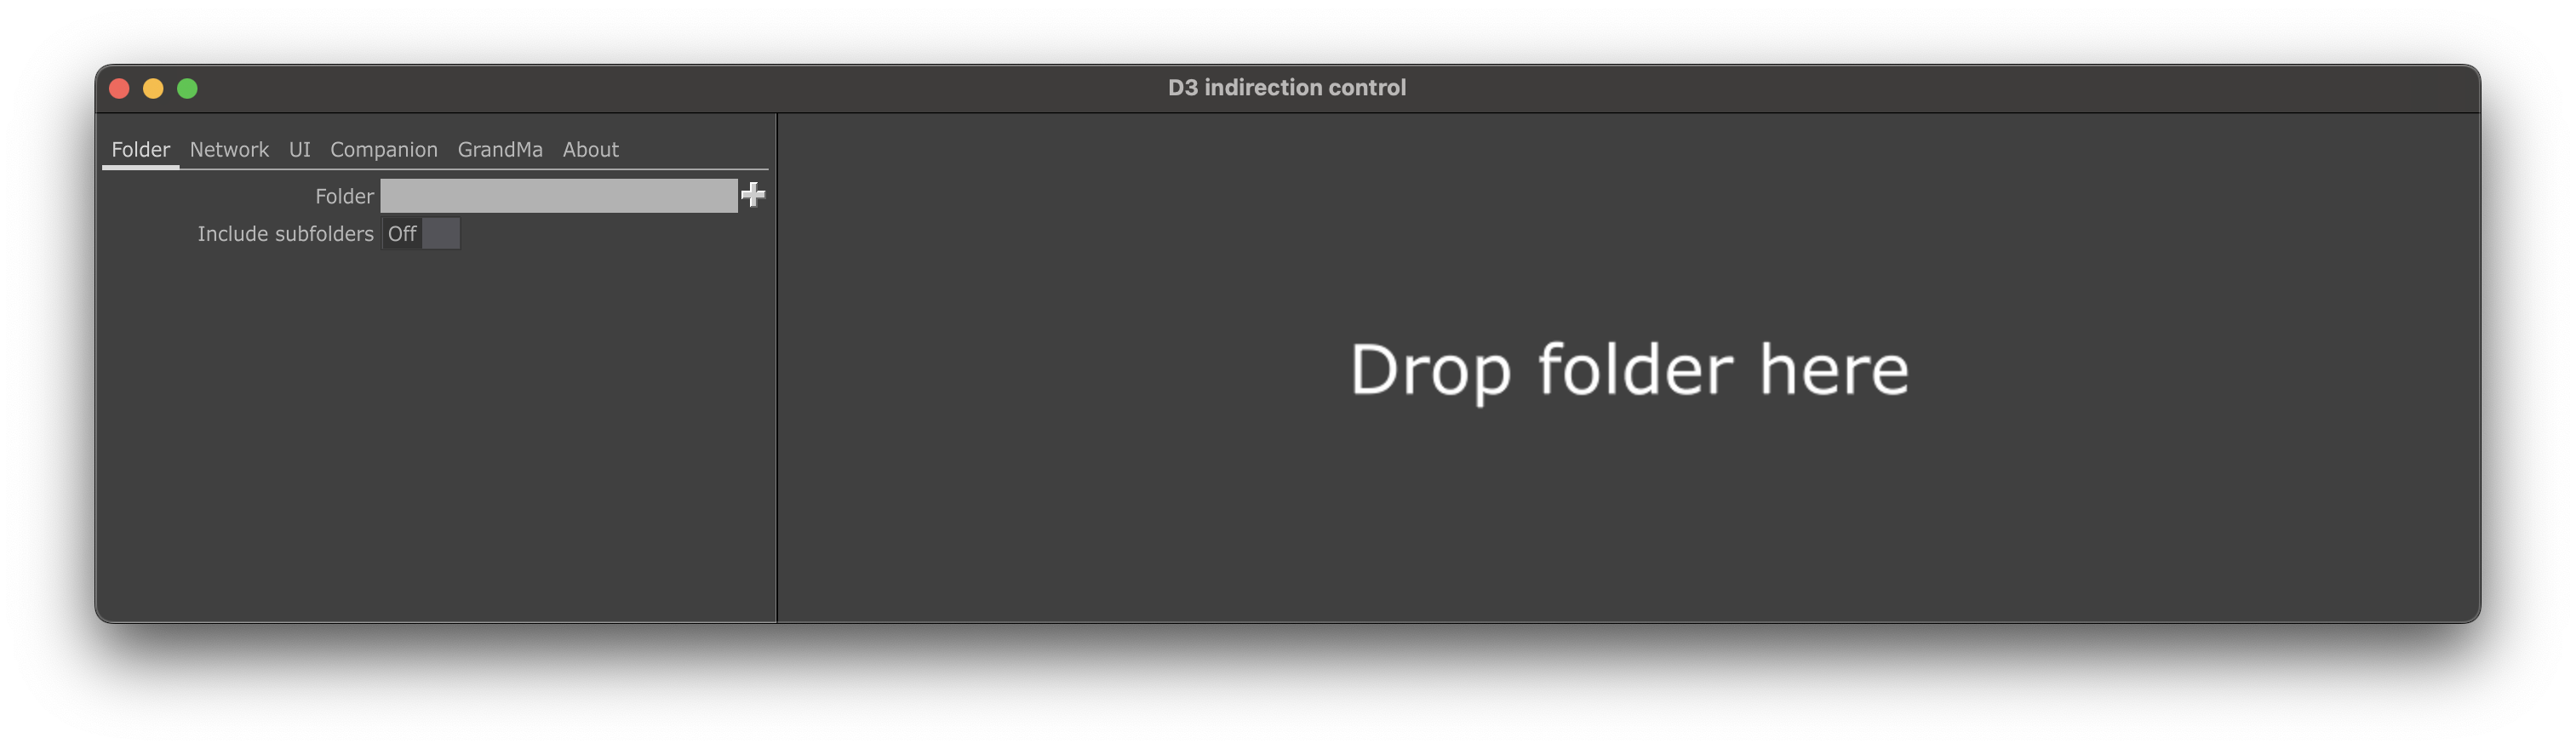 D3 indirection control
Folder Network UI Companion GrandMa About
Folder
Include subfolders Off
Drop folder here